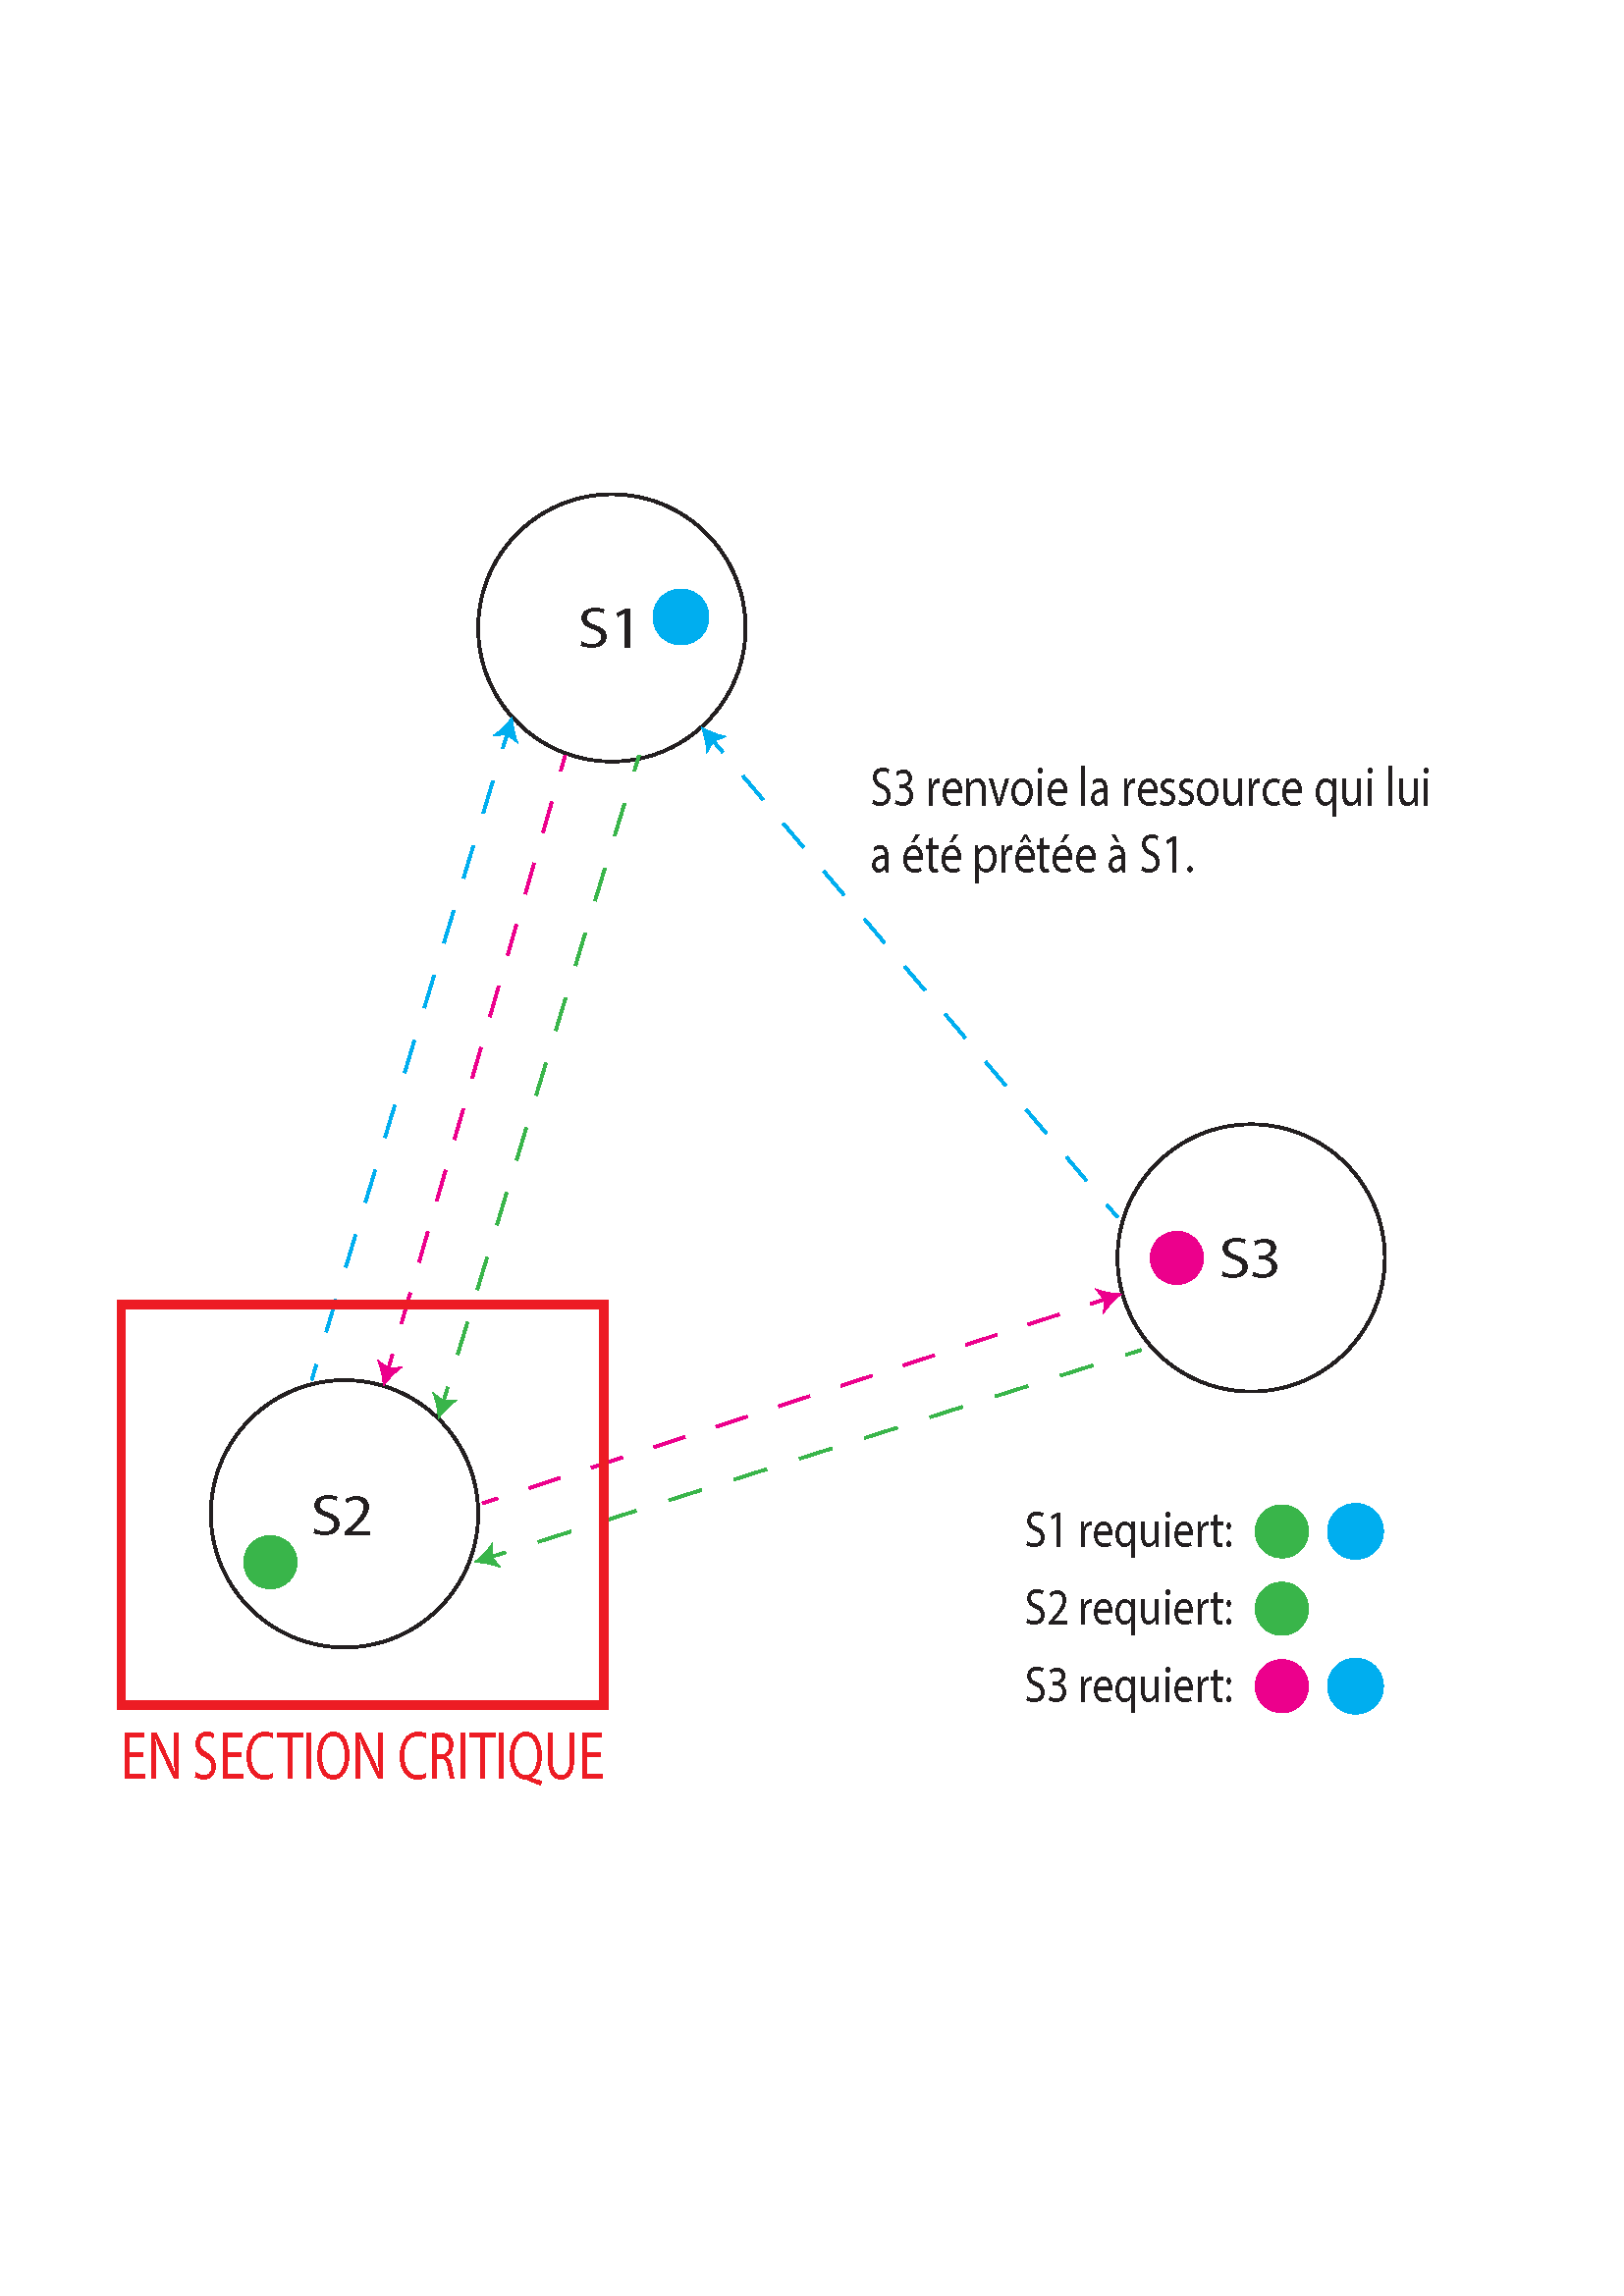 S1
S3 renvoie la ressource qui lui
a été prêtée à S1.
S3
S2
S1 requiert:
S2 requiert:
S3 requiert:
EN SECTION CRITIQUE